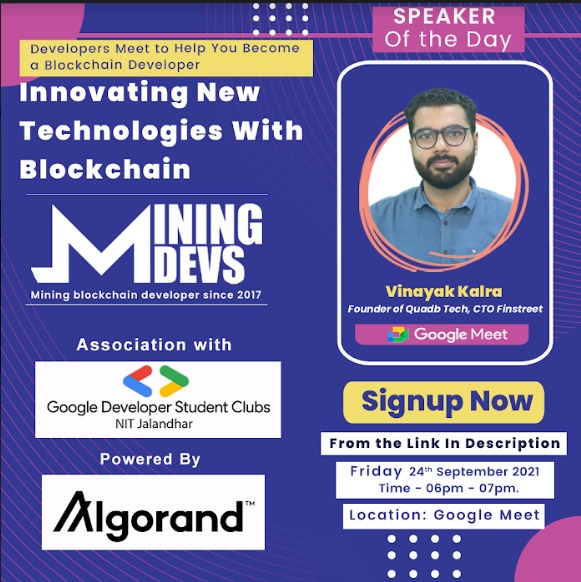 SPEAKER
Of the Day
Developers Meet to Help You Become
a Blockchain Developer
Innovating New
Technologies With
Blockchain
MINING
DEVS
Mining blockchain developer since 2017
Association with
Google Developer Student Clubs
NIT Jalandhar
Powered By
Algorand™
Vinayak Kalra
Founder of Quadb Tech, CTO Finstreet
Google Meet
Signup Now
From the Link In Description
Friday 24th September 2021
Time - 06pm - 07pm.
Location: Google Meet